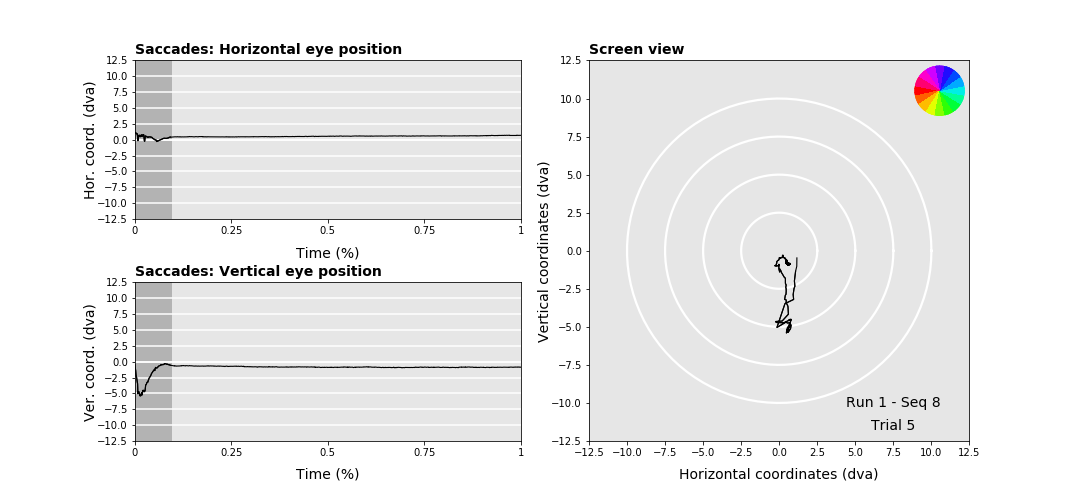 Saccades: Horizontal eye position
Hor. coord. (dva)
12.5
10.0
7.5
5.0
2.5
0.0
−2.5
−5.0
−7.5
−10.0
−12.5
0 0.25 0.5 0.75 1
Time (%)
Saccades: Vertical eye position
Ver. coord. (dva)
12.5
10.0
7.5
5.0
2.5
0.0
−2.5
−5.0
−7.5
−10.0
−12.5
0 0.25 0.5 0.75 1
Time (%)
Screen view
Vertical coordinates (dva)
12.5
10.0
7.5
5.0
2.5
0.0
−2.5
−5.0
−7.5
−10.0
−12.5
Run 1 - Seq 8
Trial 5
−12.5 −10.0 −7.5 −5.0 −2.5 0.0 2.5 5.0 7.5 10.0 12.5
Horizontal coordinates (dva)